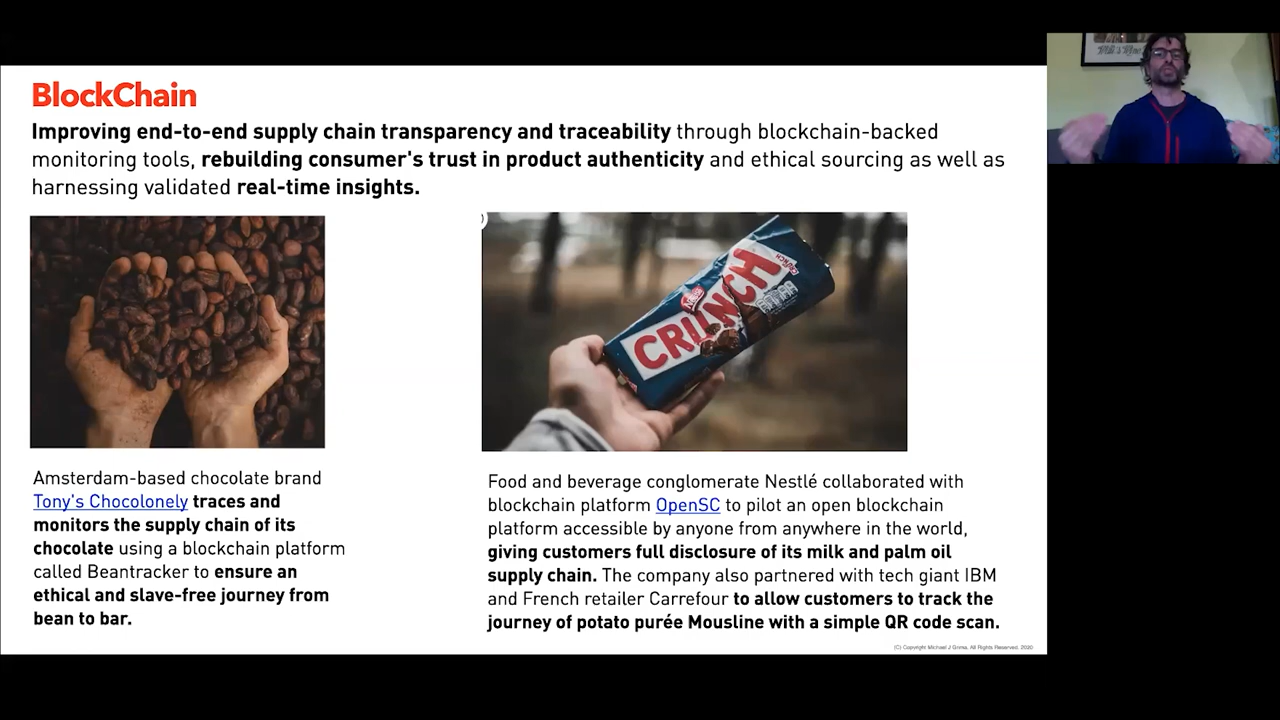 BlockChain
Improving end-to-end supply chain transparency and traceability through blockchain-backed
monitoring tools, rebuilding consumer's trust in product authenticity and ethical sourcing as well as
harnessing validated real-time insights.
Nestlé
CRUNCH
CRUNCH
Amsterdam-based chocolate brand
Tony's Chocolonely traces and
monitors the supply chain of its
chocolate using a blockchain platform
called Beantracker to ensure an
ethical and slave-free journey from
bean to bar.
Food and beverage conglomerate Nestlé collaborated with
blockchain platform OpenSC to pilot an open blockchain
platform accessible by anyone from anywhere in the world,
giving customers full disclosure of its milk and palm oil
supply chain. The company also partnered with tech giant IBM
and French retailer Carrefour to allow customers to track the
journey of potato purée Mousline with a simple QR code scan.
(C) Copyright Michael J Grima, All Rights Reserved, 2020